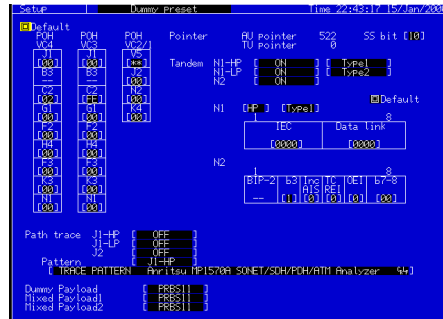 Setup Dummy preset Time 22:43:17 15/Jan/200
Default
POH POH POH Pointer AU pointer 522 SS bit [10]
VC4 VC3 VC2/1 TU pointer 0
J1 J1 V5
[00] [00] [**] Tandem N1-HP [ ON ] [ Type1 ]
B3 B3 J2 N1-LP [ ON ] [ Type2 ]
-- -- [00] N2 [ ON ]
C2 C2 N2
[02] [FE] [00] Default
G1 G1 K4 N1 [HP ] [Type1]
[00] [00] [00] 1 8
F2 F2 IEC Data link
[00] [00] [0000] [0000]
H4 H4
[00] [00]
F3 F3 N2
[00] [00] 1 8
K3 K3 BIP-2 b3 Inc AIS TC REI OEI b7-8
[00] [00] -- [1] [0] [0] [0] [00]
N1 N1
[00] [00]
Path trace J1-HP [ OFF ]
J1-LP [ OFF ]
J2 [ OFF ]
Pattern [ J1-HP ]
[ TRACE PATTERN Anritsu MP1570A SONET/SDH/PDH/ATM Analyzer ]
Dummy Payload [ PRBS11 ]
Mixed Payload1 [ PRBS11 ]
Mixed Payload2 [ PRBS11 ]